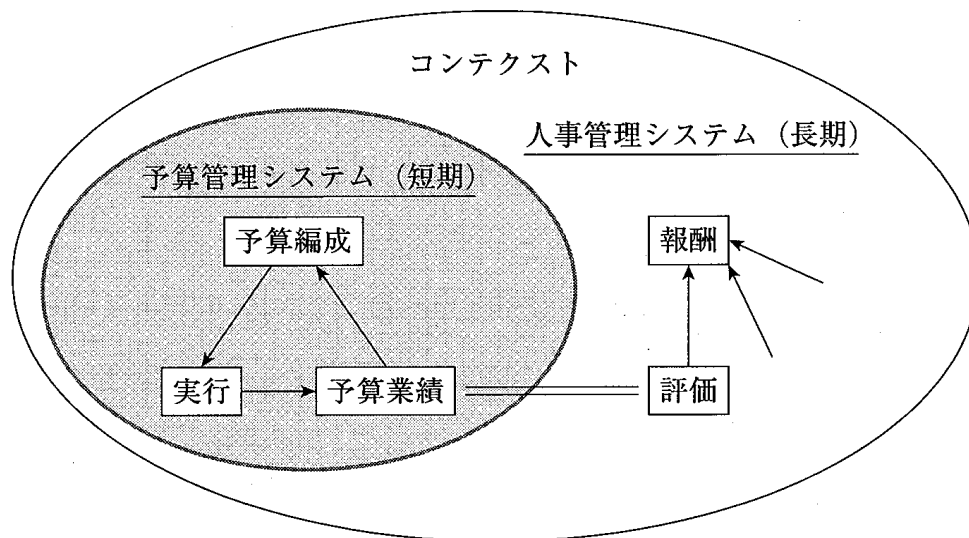 コンテクスト
人事管理システム（長期）
予算管理システム（短期）
予算編成
報酬
実行
予算業績
評価